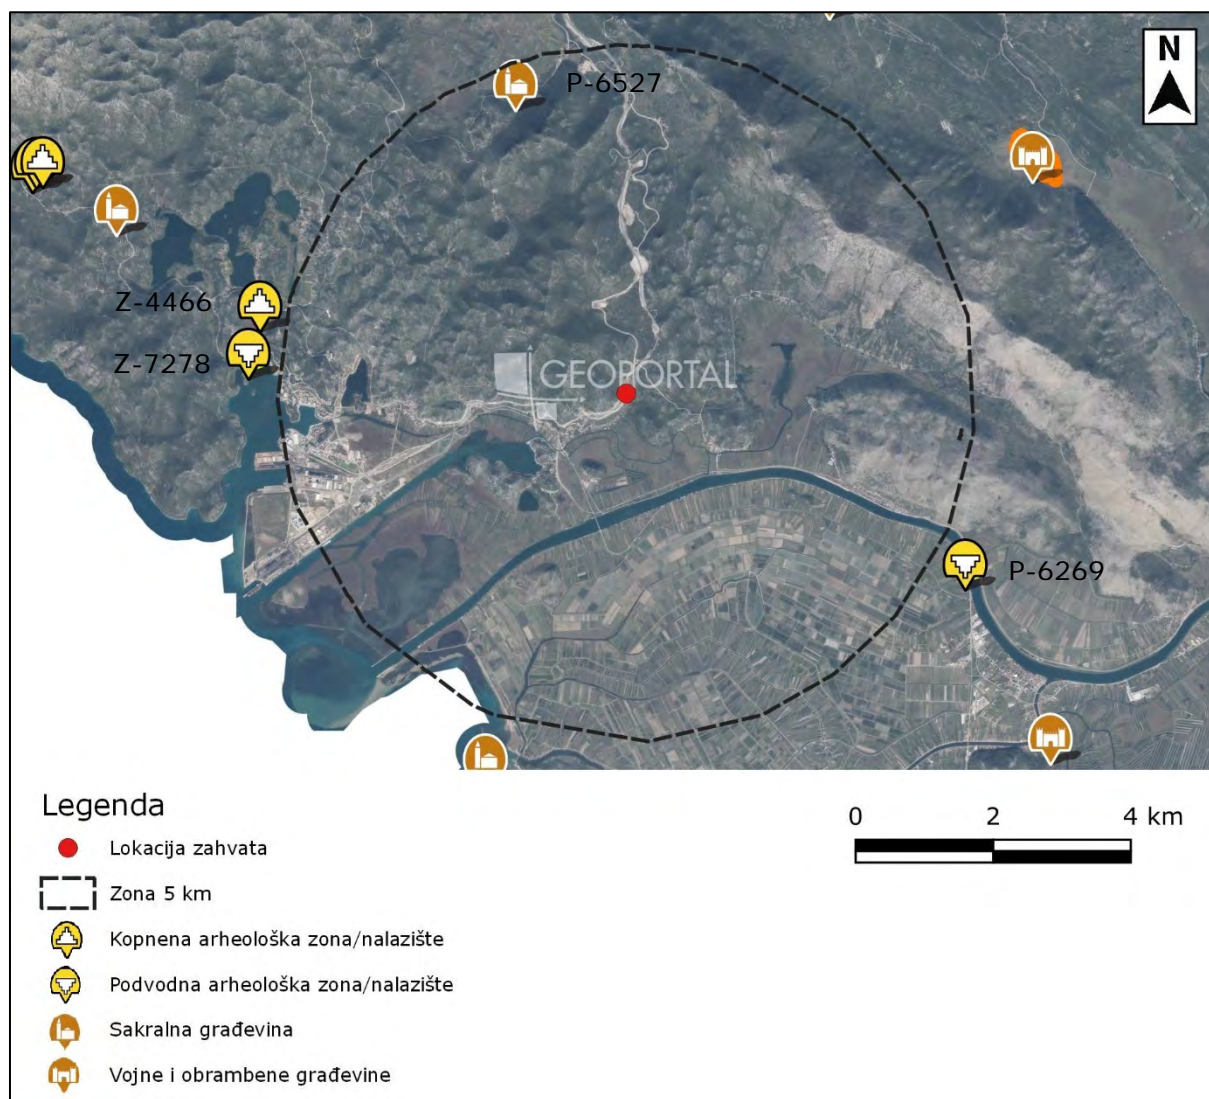 N
P-6527
Z-4466
Z-7278
GEOPORTAL
P-6269
Legenda
Lokacija zahvata
Zona 5 km
Kopnena arheološka zona/nalazište
Podvodna arheološka zona/nalazište
Sakralna građevina
Vojne i obrambene građevine
0 2 4 km